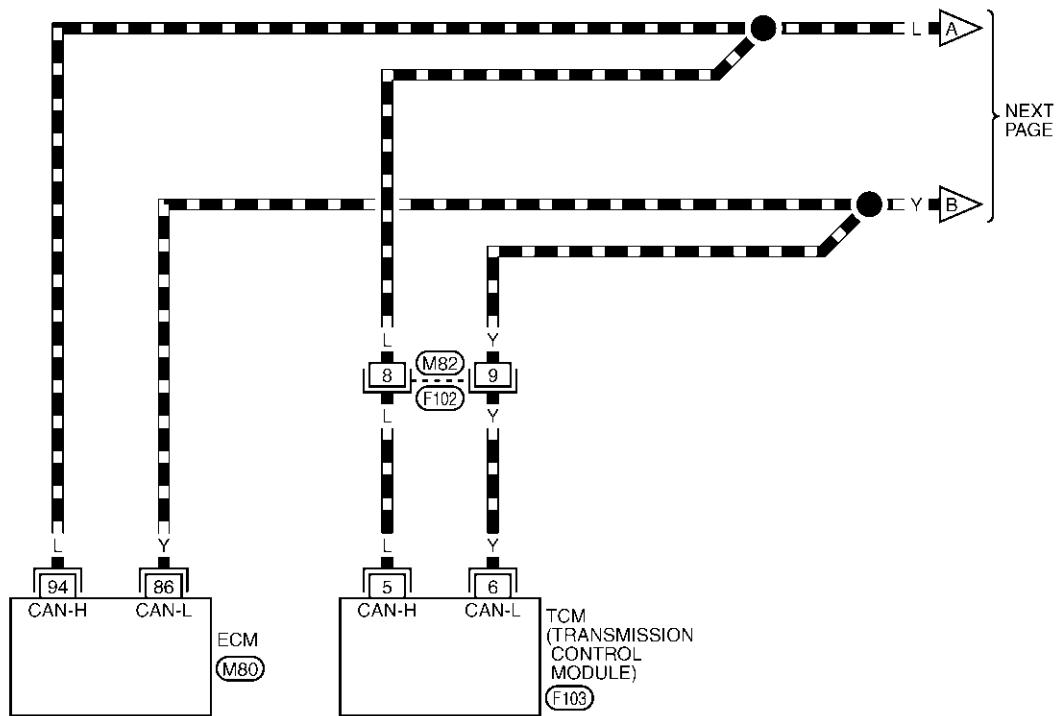 L A
NEXT
PAGE
Y B
L Y
8 M82 9
F102
L Y
L Y L Y
94 86 5 6
CAN-H CAN-L CAN-H CAN-L
ECM
M80
TCM
(TRANSMISSION
CONTROL
MODULE)
F103